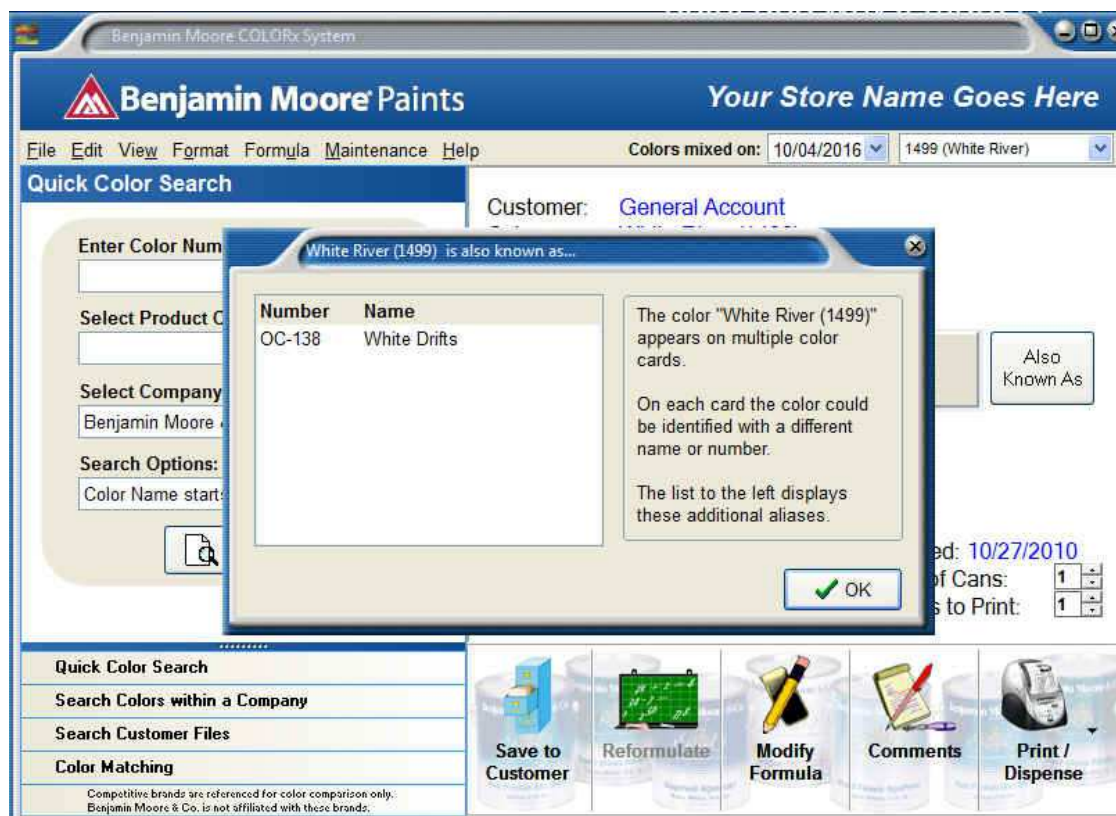 Benjamin Moore COLORx System
Benjamin Moore Paints
Your Store Name Goes Here
File Edit View Format Formula Maintenance Help
Colors mixed on: 10/04/2016 1499 (White River)
Quick Color Search
Customer: General Account
Enter Color Num
White River (1499) is also known as...
Number Name
OC-138 White Drifts
The color "White River (1499)"
appears on multiple color
cards.
On each card the color could
be identified with a different
name or number.
The list to the left displays
these additional aliases.
OK
Select Product C
Select Company
Benjamin Moore
Search Options:
Color Name start
Also
Known As
ed: 10/27/2010
of Cans: 1
s to Print: 1
Quick Color Search
Search Colors within a Company
Search Customer Files
Color Matching
Competitive brands are referenced for color comparison only.
Benjamin Moore & Co. is not affiliated with these brands.
Save to
Customer
Reformulate
Modify
Formula
Comments
Print /
Dispense